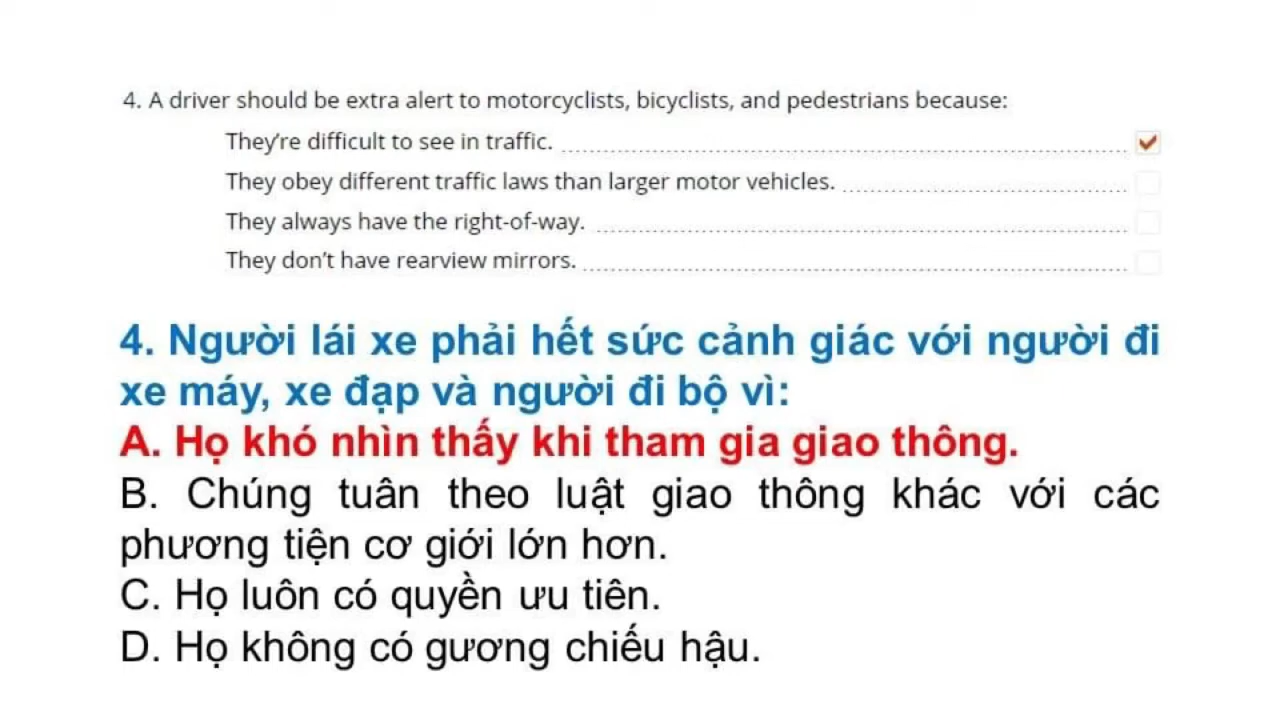 4. A driver should be extra alert to motorcyclists, bicyclists, and pedestrians because:
They're difficult to see in traffic.
They obey different traffic laws than larger motor vehicles.
They always have the right-of-way.
They don't have rearview mirrors.
4. Người lái xe phải hết sức cảnh giác với người đi
xe máy, xe đạp và người đi bộ vì:
A. Họ khó nhìn thấy khi tham gia giao thông.
B. Chúng tuân theo luật giao thông khác với các
phương tiện cơ giới lớn hơn.
C. Họ luôn có quyền ưu tiên.
D. Họ không có gương chiếu hậu.